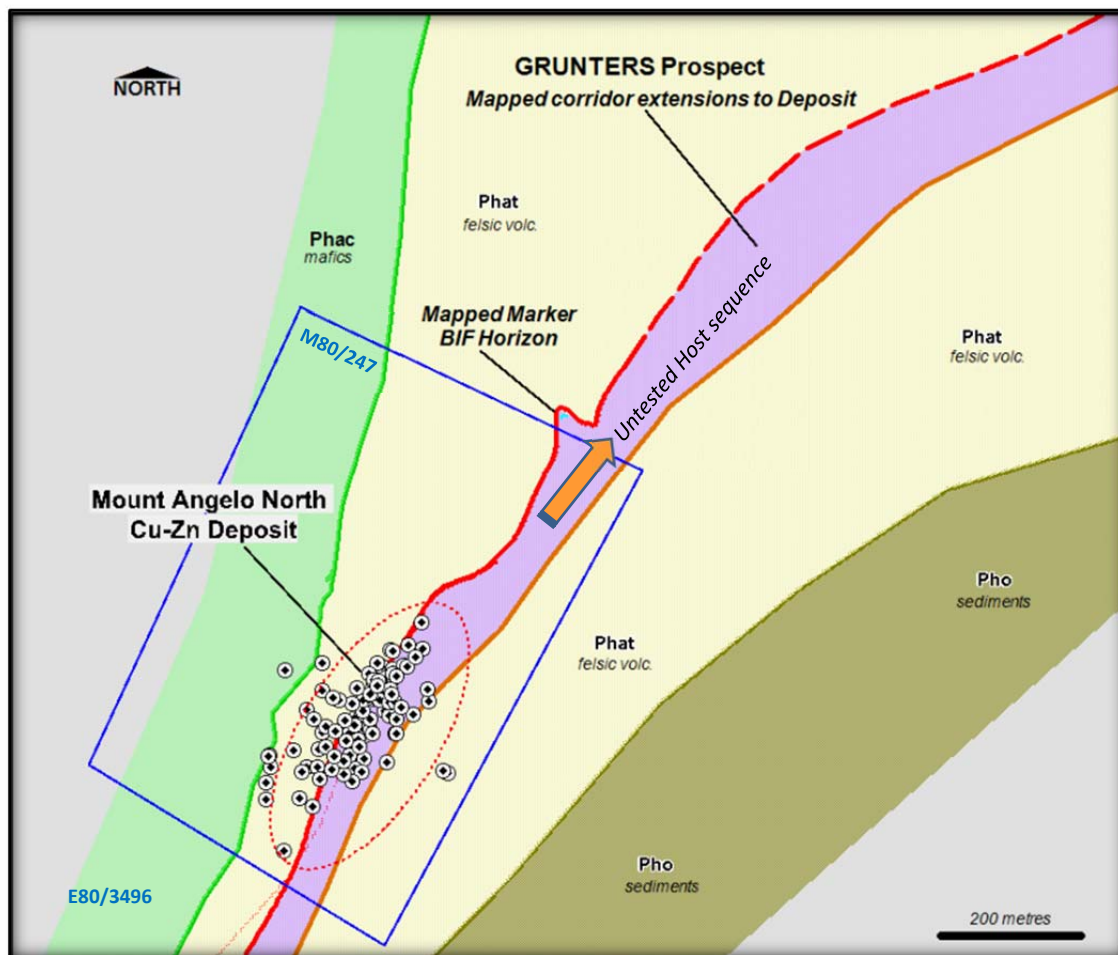 GRUNTERS Prospect
Mapped corridor extensions to Deposit
NORTH
Phat
felsic volc.
Phac
mafics
Untested Host sequence
Mapped Marker
BIF Horizon
M80/247
Phat
felsic volc.
Mount Angelo North
Cu-Zn Deposit
Pho
sediments
Phat
felsic volc.
Pho
sediments
E80/3496
200 metres